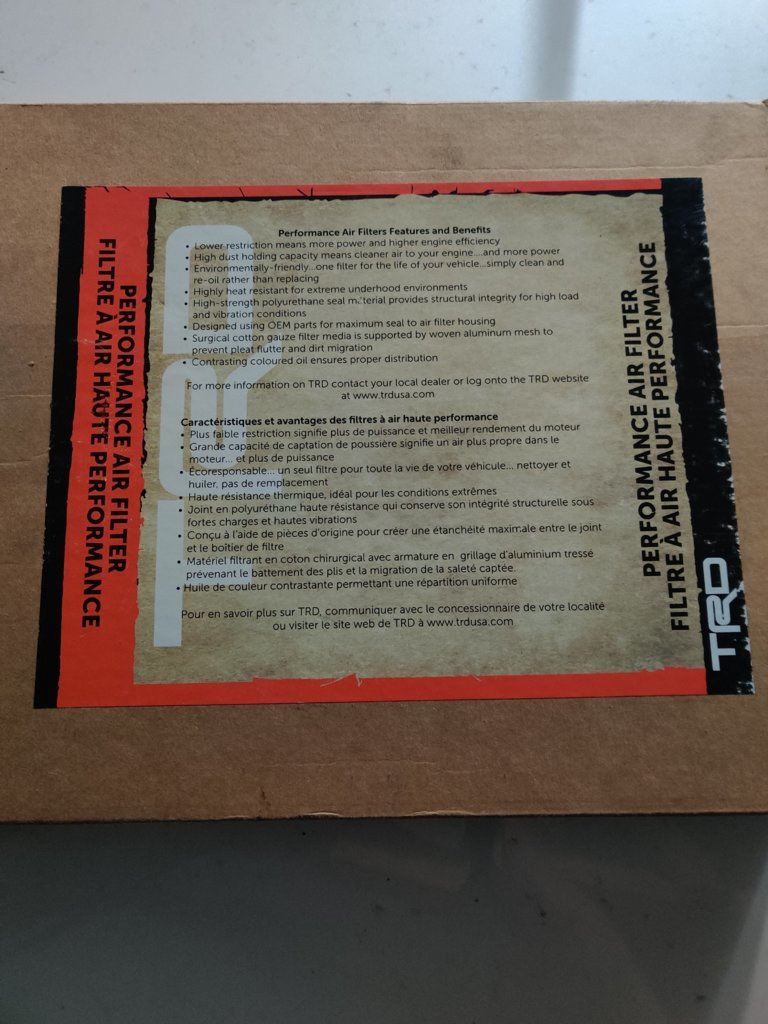 PERFORMANCE AIR FILTER
FILTRE À AIR HAUTE PERFORMANCE
Performance Air Filters Features and Benefits
• Lower restriction means more power and higher engine efficiency
• High dust holding capacity means cleaner air to your engine....and more power
• Environmentally-friendly...one filter for the life of your vehicle...simply clean and
re-oil rather than replacing
• Highly heat resistant for extreme underhood environments
• High-strength polyurethane seal material provides structural integrity for high load
and vibration conditions
• Designed using OEM parts for maximum seal to air filter housing
• Surgical cotton gauze filter media is supported by woven aluminum mesh to
prevent pleat flutter and dirt migration
• Contrasting coloured oil ensures proper distribution
For more information on TRD contact your local dealer or log onto the TRD website
at www.trdusa.com
Caractéristiques et avantages des filtres à air haute performance
• Plus faible restriction signifie plus de puissance et meilleur rendement du moteur
• Grande capacité de captation de poussière signifie un air plus propre dans le
moteur... et plus de puissance
• Écoresponsable... un seul filtre pour toute la vie de votre véhicule... nettoyer et
huiler, pas de remplacement
• Haute résistance thermique, idéal pour les conditions extrêmes
• Joint en polyuréthane haute résistance qui conserve son intégrité structurelle sous
fortes charges et hautes vibrations
• Conçu à l'aide de pièces d'origine pour créer une étanchéité maximale entre le joint
et le boîtier de filtre
• Matériel filtrant en coton chirurgical avec armature en grillage d'aluminium tressé
prévenant le battement des plis et la migration de la saleté captée.
• Huile de couleur contrastante permettant une répartition uniforme
Pour en savoir plus sur TRD, communiquer avec le concessionnaire de votre localité
ou visiter le site web de TRD à www.trdusa.com
PERFORMANCE AIR FILTER
FILTRE À AIR HAUTE PERFORMANCE
TRD